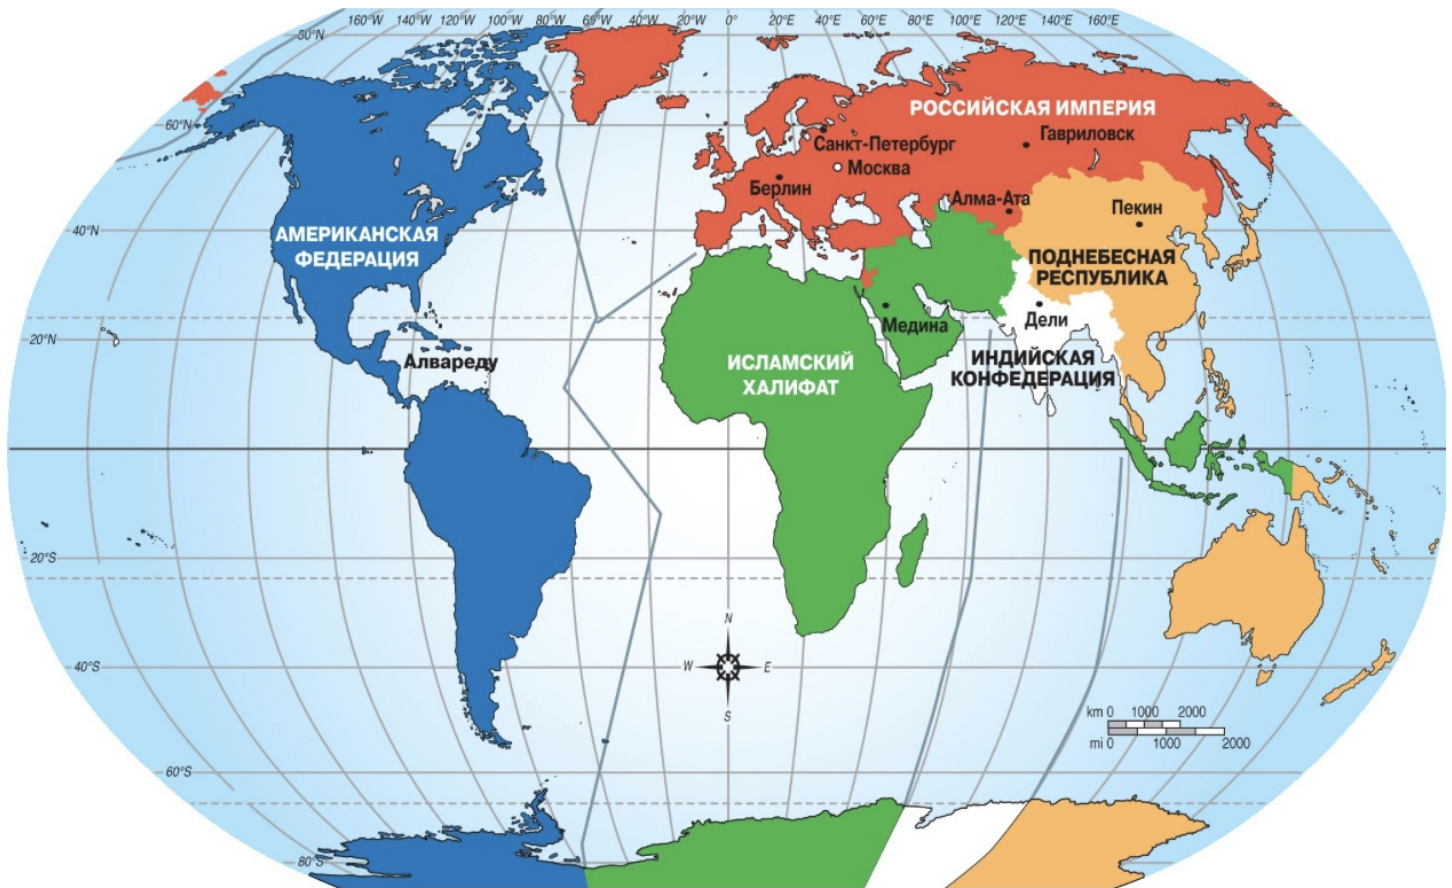 160°W 140°W 120°W 100°W 80°W 60°W 40°W 20°W 0° 20°E 40°E 60°E 80°E 100°E 120°E 140°E 160°E
80°N
60°N
40°N
20°N
20°S
40°S
60°S
80°S
РОССИЙСКАЯ ИМПЕРИЯ
Гавриловск
Санкт-Петербург
Москва
Берлин
Алма-Ата
Пекин
АМЕРИКАНСКАЯ
ФЕДЕРАЦИЯ
ПОДНЕБЕСНАЯ
РЕСПУБЛИКА
Медина
Дели
Алвареду
ИСЛАМСКИЙ
ХАЛИФАТ
ИНДИЙСКАЯ
КОНФЕДЕРАЦИЯ
N
W E
S
km 0 1000 2000
mi 0 1000 2000